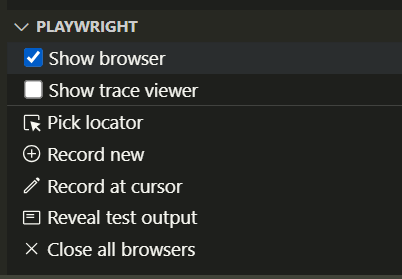 PLAYWRIGHT
Show browser
Show trace viewer
Pick locator
Record new
Record at cursor
Reveal test output
Close all browsers